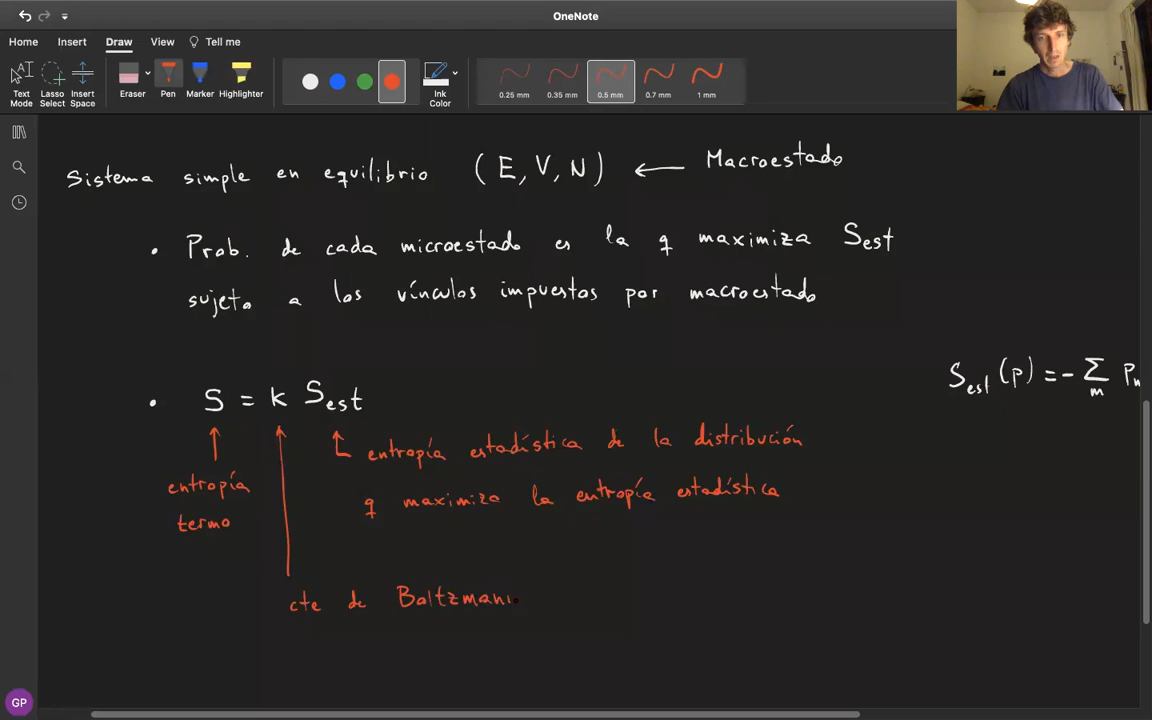 OneNote
Home Insert Draw View Tell me
Text Mode Lasso Select Insert Space Eraser Pen Marker Highlighter Ink Color 0.25 mm 0.35 mm 0.5 mm 0.7 mm 1 mm
Sistema simple en equilibrio (E, V, N) ← Macroestado
• Prob. de cada microestado es la q maximiza Sest
sujeto a los vínculos impuestos por macroestado
Sest (p) = - Σm Pm
• S = k Sest
entropía estadística de la distribución
q maximiza la entropía estadística
entropía
termo
cte de Boltzmann
GP